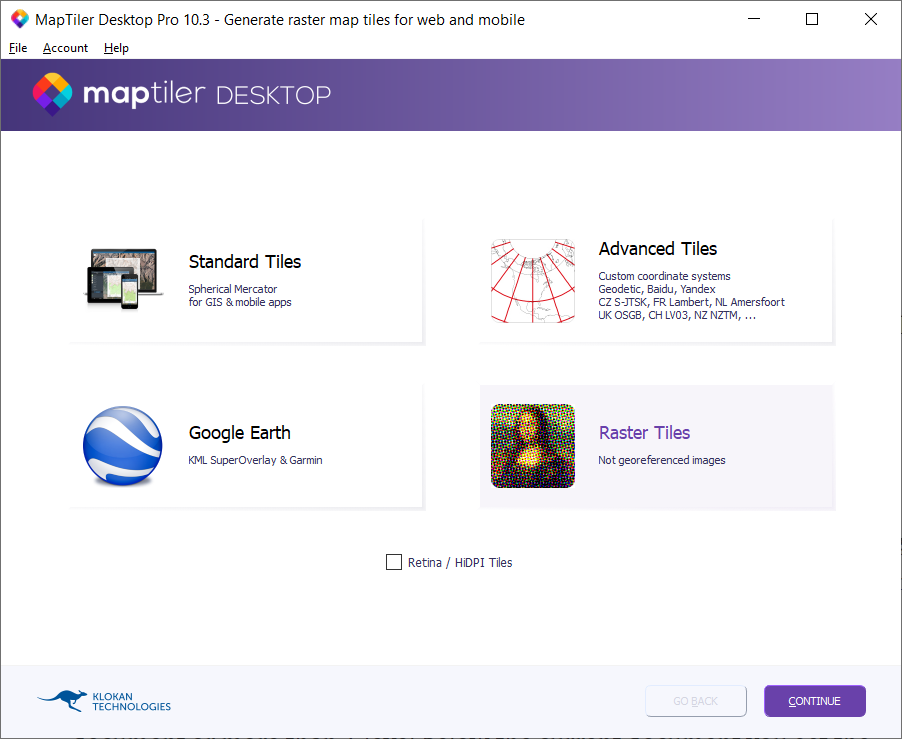 MapTiler Desktop Pro 10.3 - Generate raster map tiles for web and mobile
File Account Help
maptiler DESKTOP
Standard Tiles
Spherical Mercator
for GIS & mobile apps
Advanced Tiles
Custom coordinate systems
Geodetic, Baidu, Yandex
CZ S-JTSK, FR Lambert, NL Amersfoort
UK OSGB, CH LV03, NZ NZTM, ...
Google Earth
KML SuperOverlay & Garmin
Raster Tiles
Not georeferenced images
Retina / HiDPI Tiles
KLOKAN
TECHNOLOGIES
GO BACK
CONTINUE